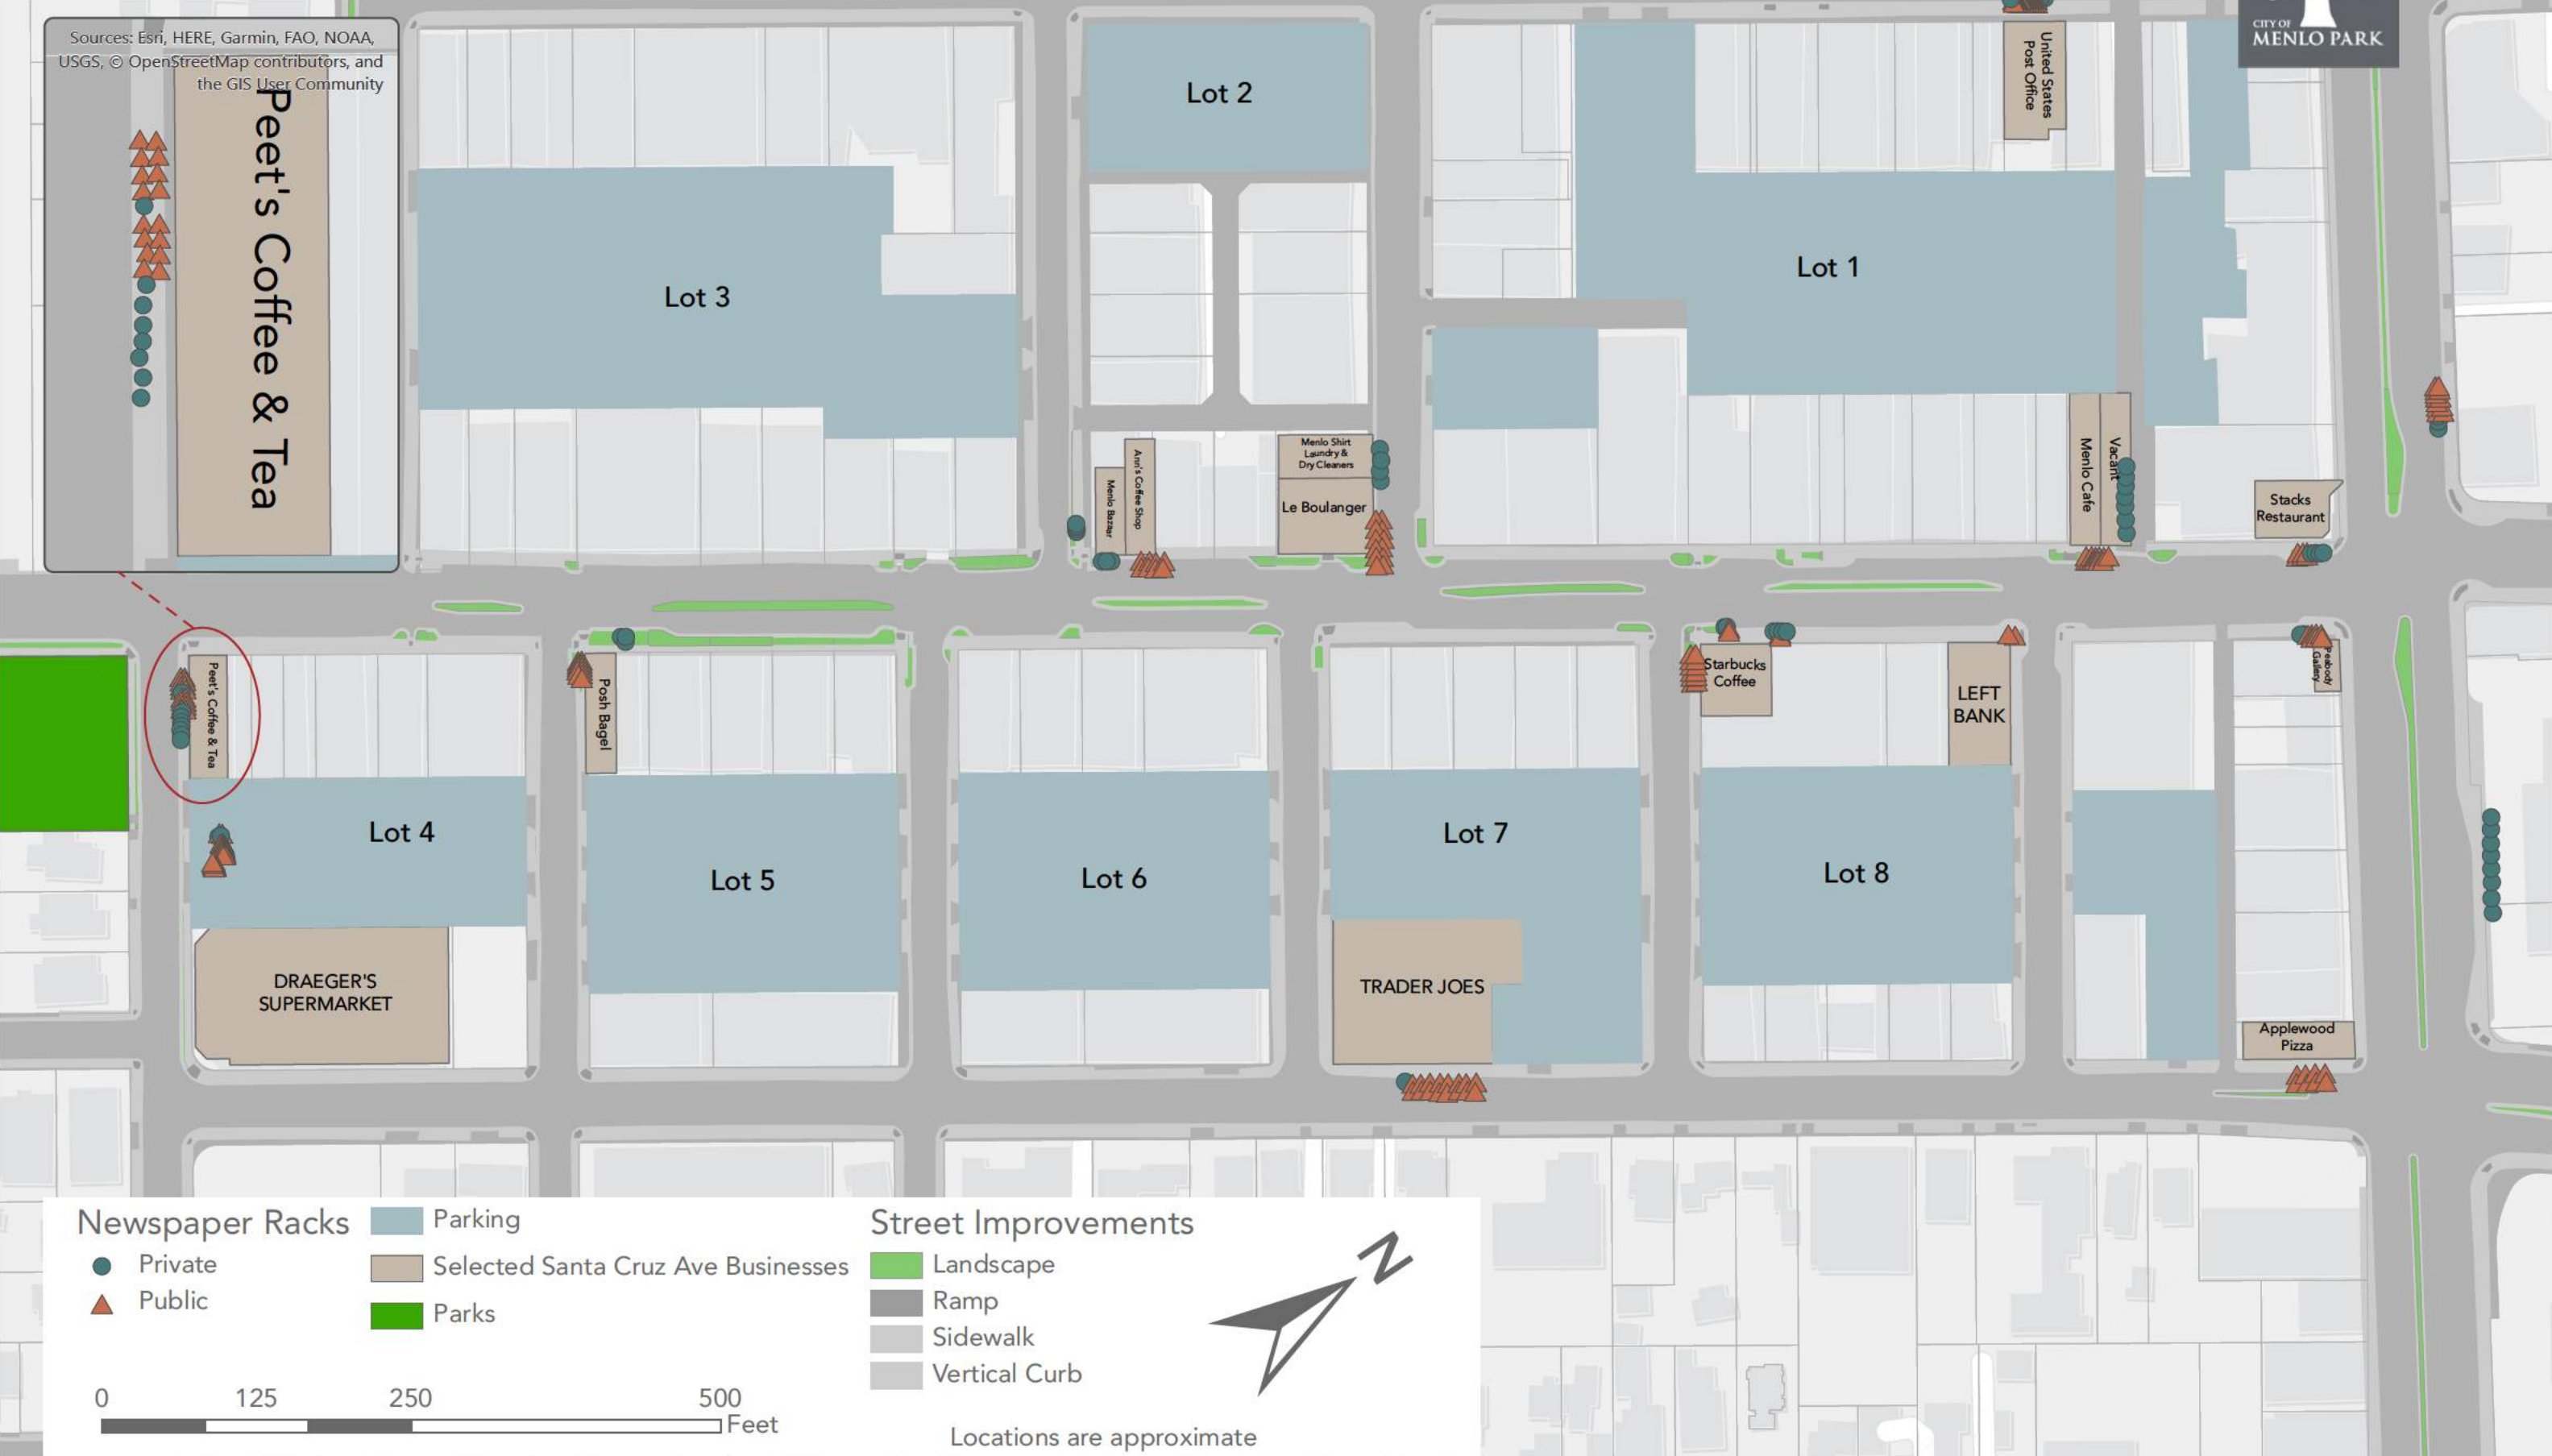 Sources: Esri, HERE, Garmin, FAO, NOAA,
USGS, © OpenStreetMap contributors, and
the GIS User Community
Peet's Coffee & Tea
CITY OF
MENLO PARK
Lot 2
United States
Post Office
Lot 3
Lot 1
Menlo Bazaar
Ann's Coffee Shop
Menlo Shirt
Laundry &
Dry Cleaners
Le Boulanger
Menlo Cafe
Vacant
Stacks
Restaurant
Peet's Coffee & Tea
Posh Bagel
Starbucks
Coffee
LEFT
BANK
Peabody
Gallery
Lot 4
Lot 5
Lot 6
Lot 7
Lot 8
DRAEGER'S
SUPERMARKET
TRADER JOES
Applewood
Pizza
Newspaper Racks
Private
Public
Parking
Selected Santa Cruz Ave Businesses
Parks
Street Improvements
Landscape
Ramp
Sidewalk
Vertical Curb
N
0 125 250 500
Feet
Locations are approximate